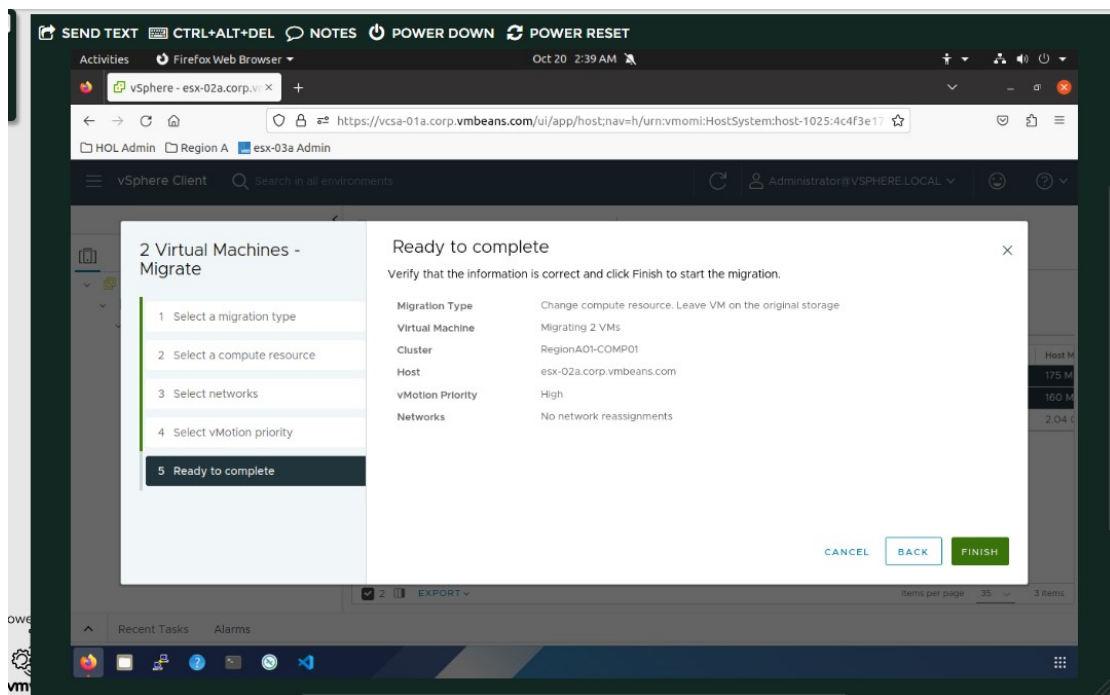 SEND TEXT CTRL+ALT+DEL NOTES POWER DOWN POWER RESET
Activities Firefox Web Browser Oct 20 2:39 AM
vSphere - esx-02a.corp.v
https://vcsa-01a.corp.vmbeans.com/ui/app/host;nav=h/urn:vmomi:HostSystem:host-1025:4c4f3e17
HOL Admin Region A esx-03a Admin
vSphere Client Search in all environments Administrator@VSPHERE.LOCAL
2 Virtual Machines - Migrate
1 Select a migration type
2 Select a compute resource
3 Select networks
4 Select vMotion priority
5 Ready to complete
Ready to complete
Verify that the information is correct and click Finish to start the migration.
Migration Type Change compute resource. Leave VM on the original storage
Virtual Machine Migrating 2 VMs
Cluster RegionA01-COMP01
Host esx-02a.corp.vmbeans.com
vMotion Priority High
Networks No network reassignments
CANCEL BACK FINISH
Host M
175 M
160 M
2.04
2 EXPORT Items per page 35 3 items
Recent Tasks Alarms
owe
vm